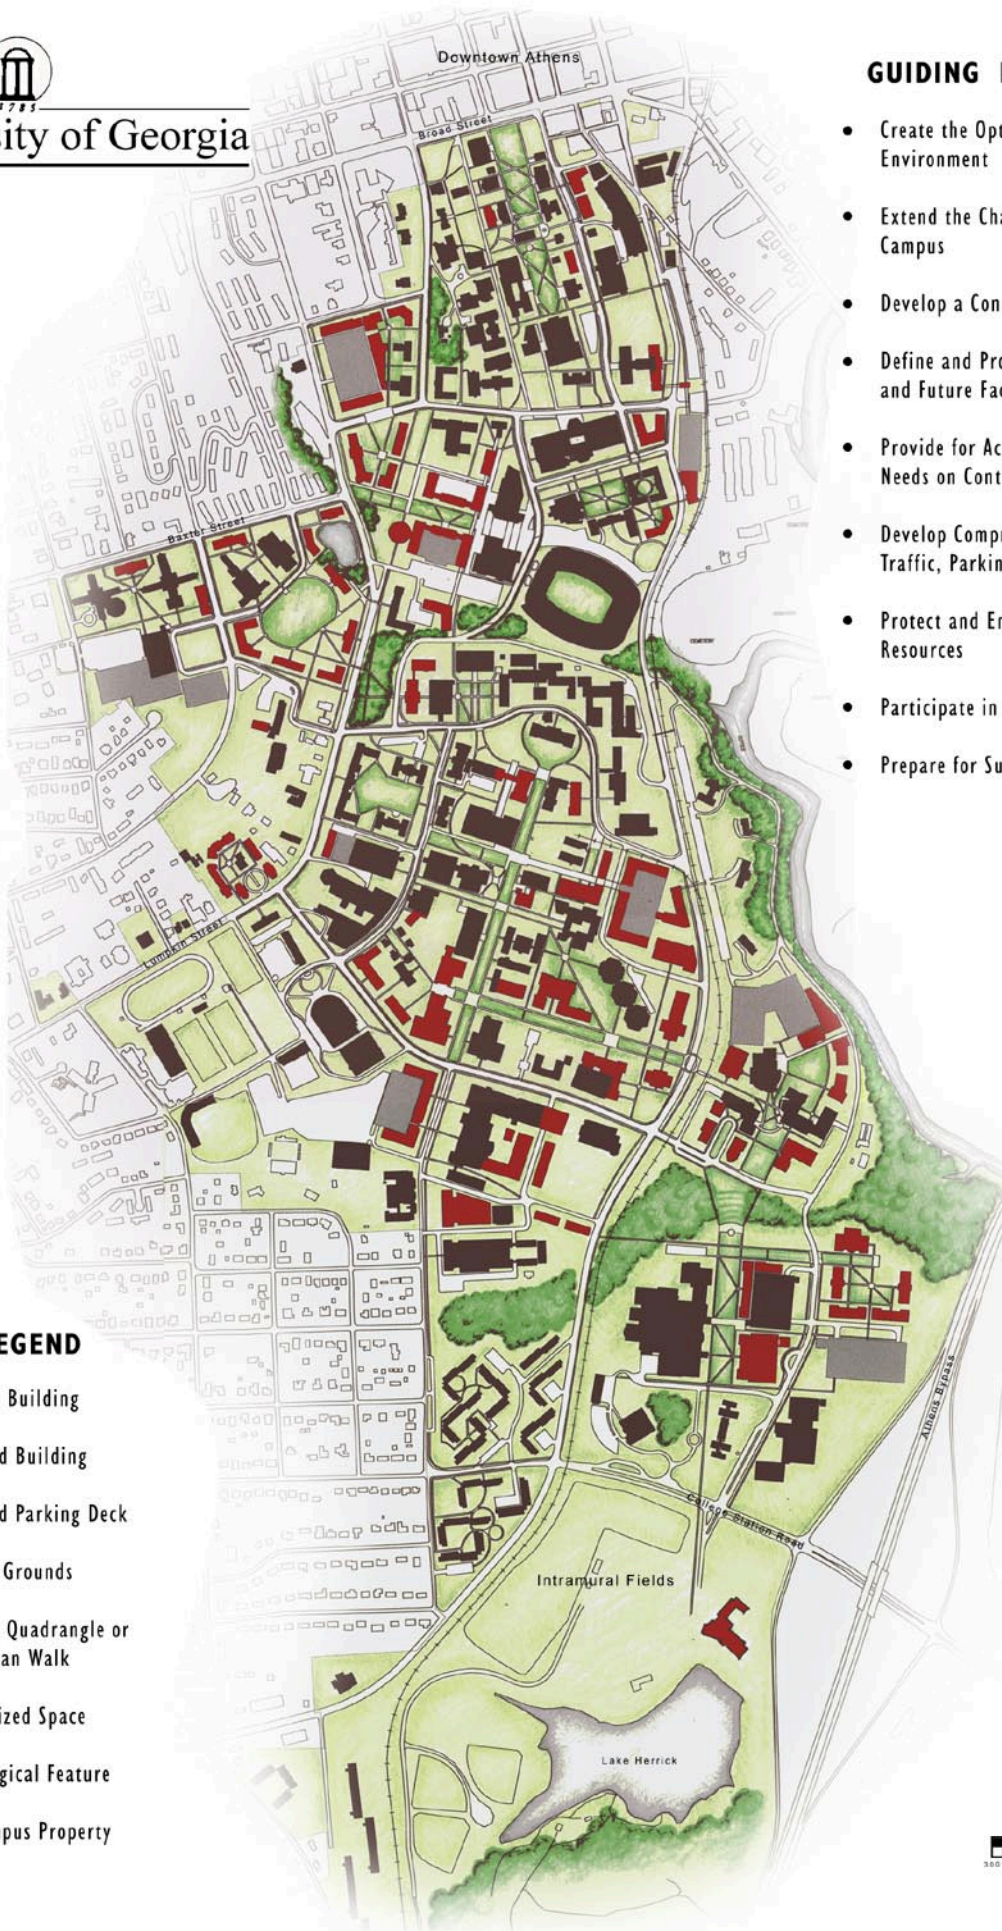 1785
ity of Georgia
Downtown Athens
Broad Street
GUIDING
Create the Opt
Environment
Extend the Cha
Campus
Develop a Con
Define and Pro
and Future Fac
Provide for Ac
Needs on Cont
Develop Compr
Traffic, Parkin
Protect and En
Resources
Participate in
Prepare for Su
Baxter Street
CEMETERY
Lumpkin Street
Athens Bypass
College Station Road
Intramural Fields
Lake Herrick
EGEND
Building
d Building
d Parking Deck
Grounds
Quadrangle or
an Walk
ized Space
gical Feature
pus Property
300